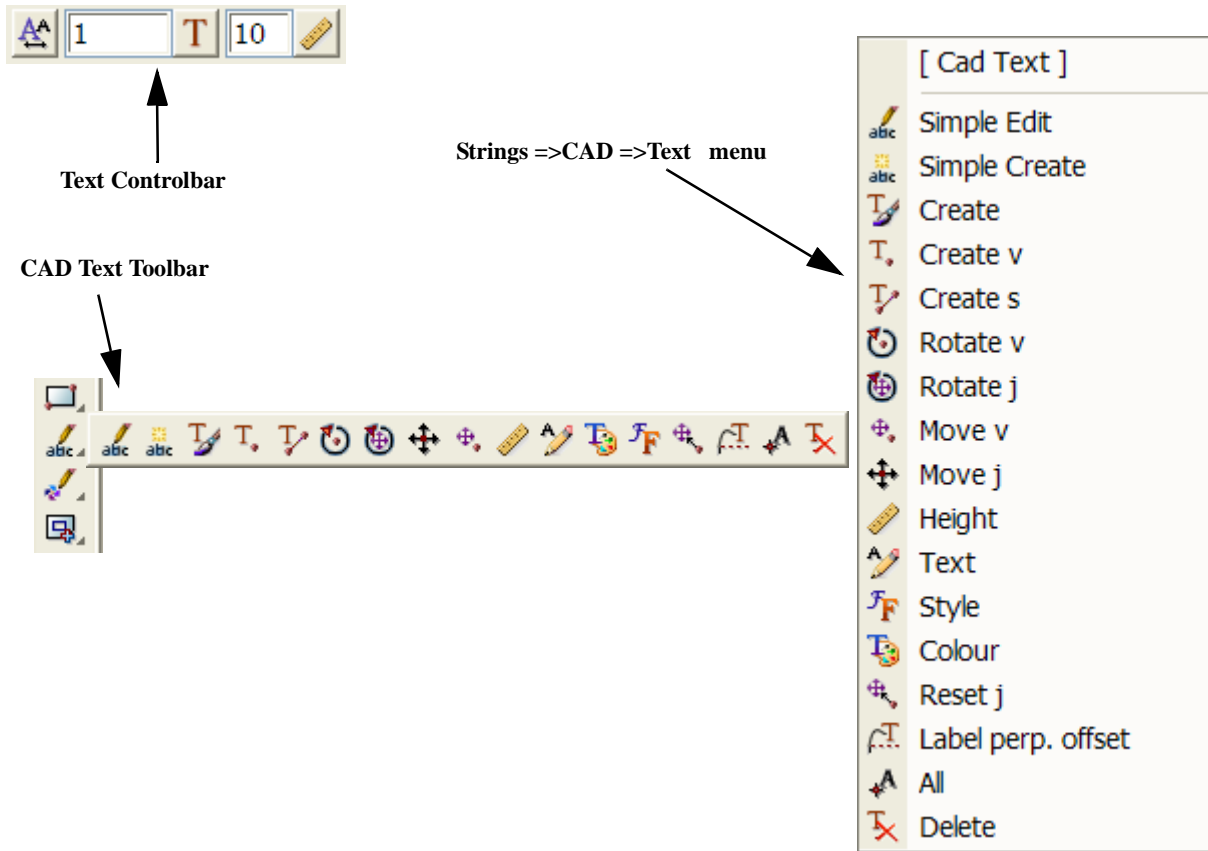 1 T 10
Text Controlbar
Strings =>CAD =>Text menu
CAD Text Toolbar
[ Cad Text ]
Simple Edit
Simple Create
Create
Create v
Create s
Rotate v
Rotate j
Move v
Move j
Height
Text
Style
Colour
Reset j
Label perp. offset
All
Delete